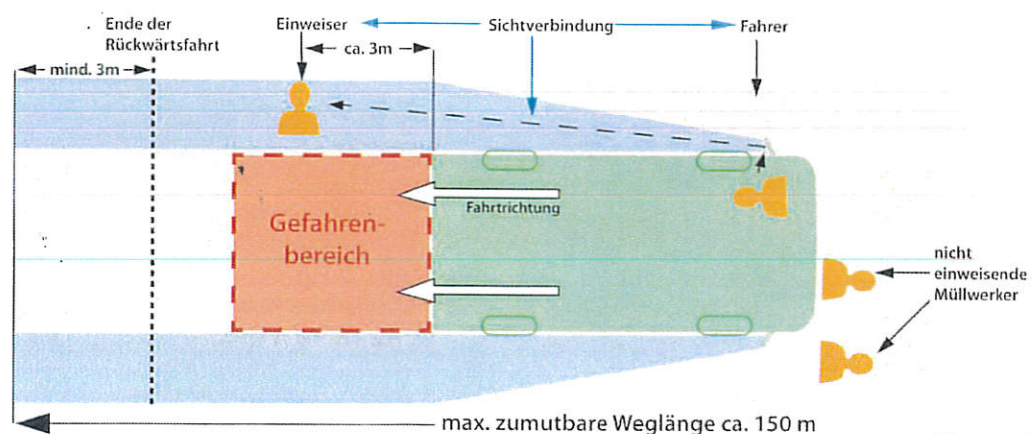 Ende der
Rückwärtsfahrt
Einweiser
Sichtverbindung
Fahrer
ca. 3m
mind. 3m
Fahrtrichtung
Gefahren-
bereich
nicht
einweisende
Müllwerker
max. zumutbare Weglänge ca. 150 m